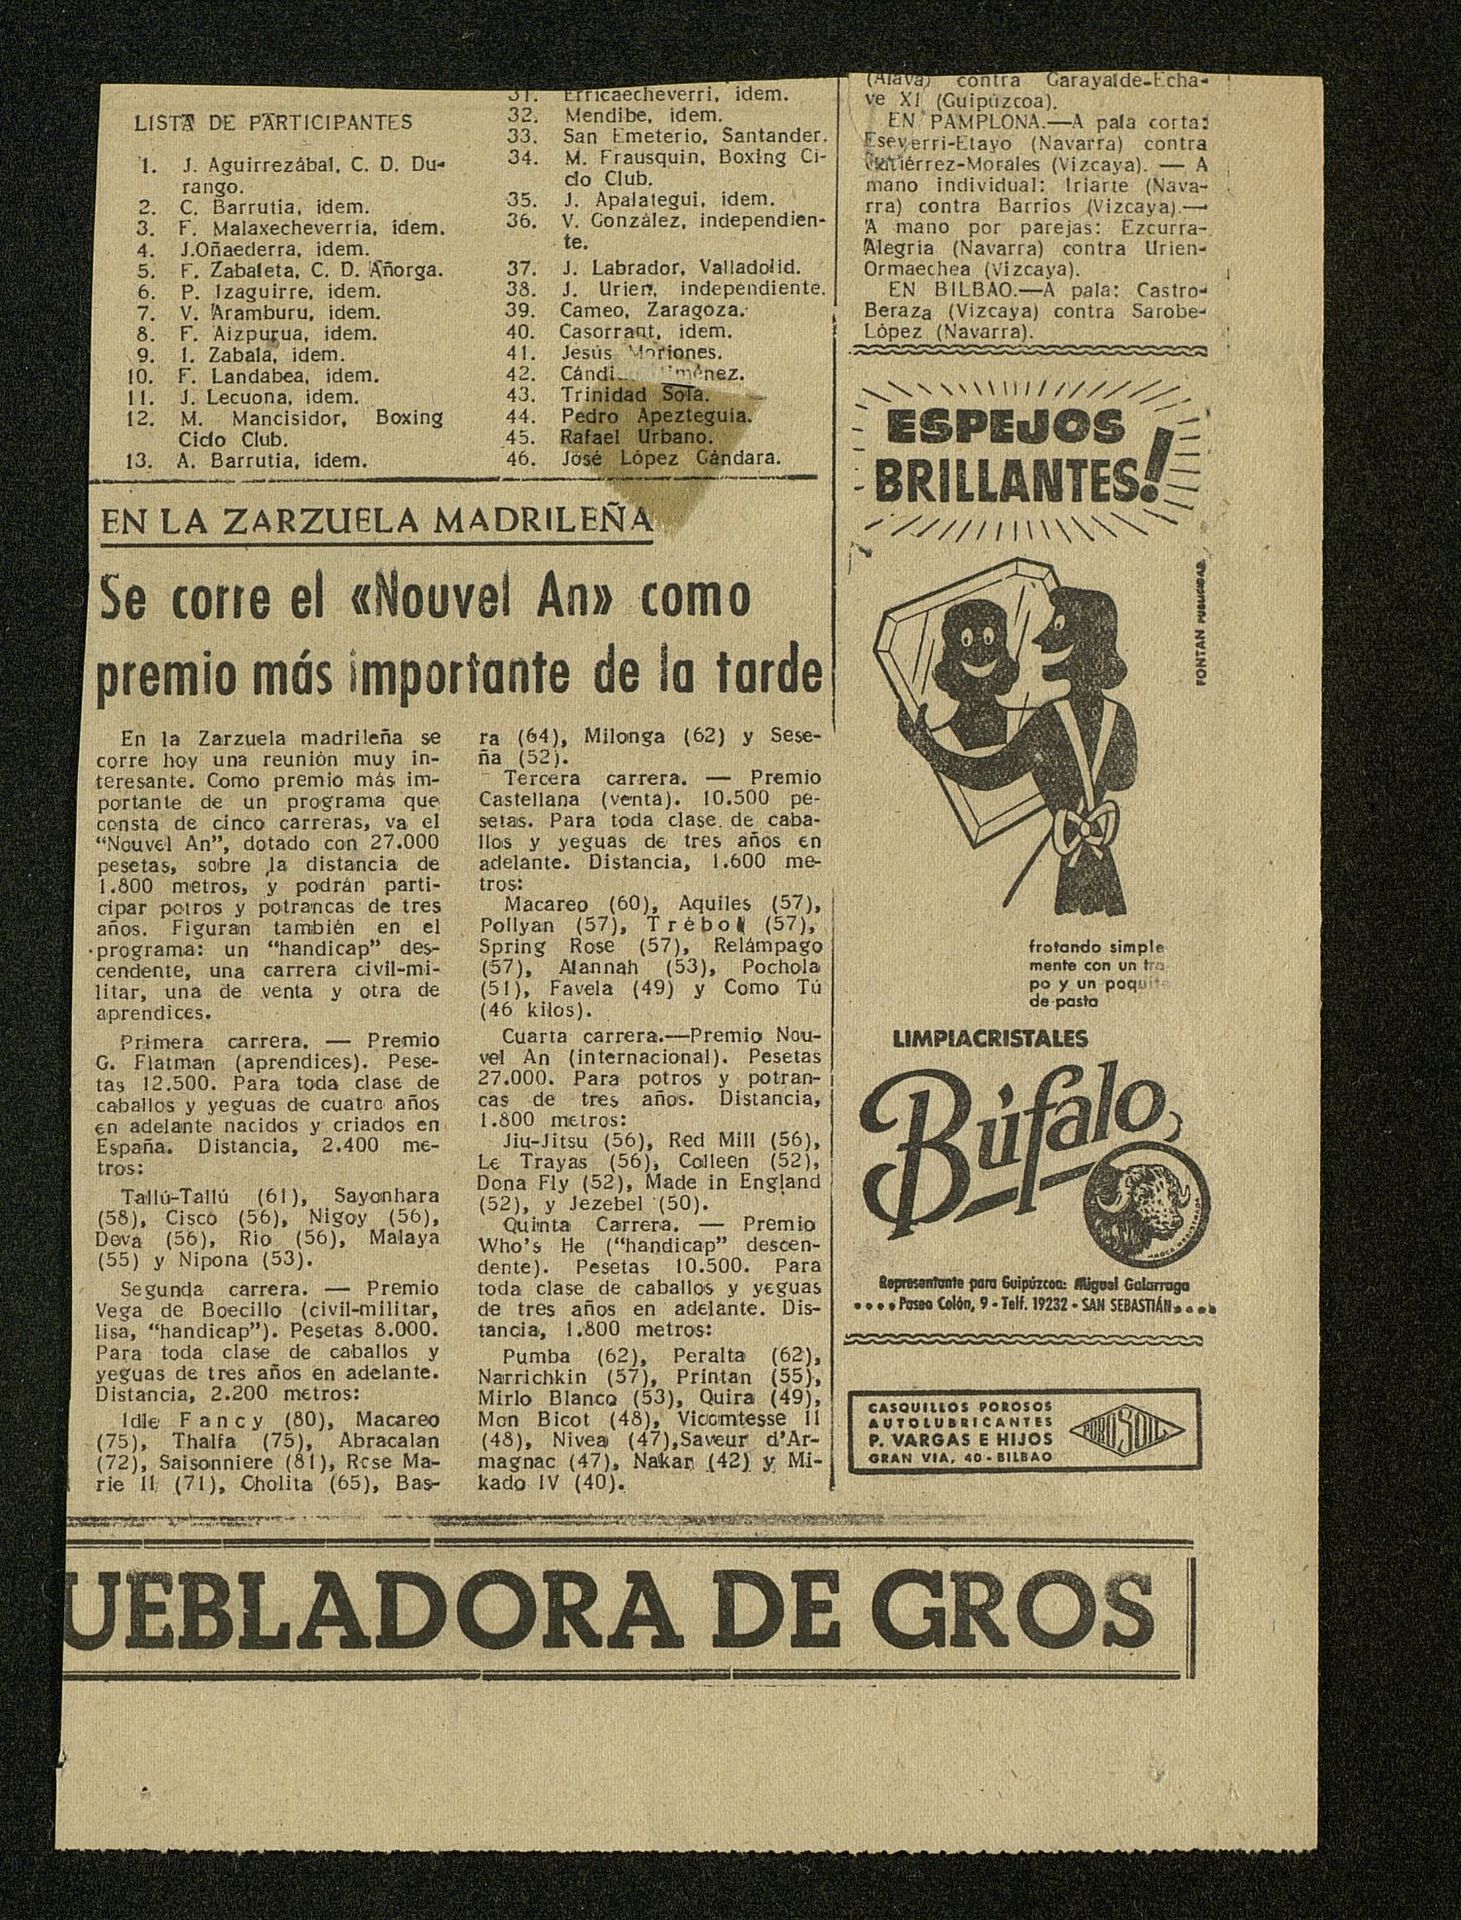 LISTA DE PARTICIPANTES
1. J. Aguirrezábal, C. D. Du-
rango.
2. C. Barrutia, idem.
3. F. Malaxecheverria, idem.
4. J.Oñaederra, idem.
5. F. Zabaleta, C. D. Añorga.
6. P. Izaguirre, idem.
7. V. Aramburu, idem.
8. F. Aizpurua, idem.
9. I. Zabala, idem.
10. F. Landabea, idem.
11. J. Lecuona, idem.
12. M. Mancisidor, Boxing
Ciclo Club.
13. A. Barrutia, idem.
31. Erricaecheverri, idem.
32. Mendibe, idem.
33. San Emeterio, Santander.
34. M. Frausquin, Boxing Ci-
clo Club.
35. J. Apalategui, idem.
36. V. González, independien-
te.
37. J. Labrador, Valladolid.
38. J. Urien, independiente.
39. Cameo, Zaragoza.
40. Casorrant, idem.
41. Jesús Moriones.
42.
43. Trinidad Sola.
44. Pedro Apezteguia.
45. Rafael Urbano.
46. José López Gándara.
EN LA ZARZUELA MADRILEÑA
Se corre el «Nouvel An» como
premio más importante de la tarde
En la Zarzuela madrileña se
corre hoy una reunión muy in-
teresante. Como premio más im-
portante de un programa que
consta de cinco carreras, va el
"Nouvel An", dotado con 27.000
pesetas, sobre la distancia de
1.800 metros, y podrán parti-
cipar potros y potrancas de tres
años. Figuran también en el
programa: un "handicap" des-
cendente, una carrera civil-mi-
litar, una de venta y otra de
aprendices.
Primera carrera. — Premio
G. Flatman (aprendices). Pese-
tas 12.500. Para toda clase de
caballos y yeguas de cuatro años
en adelante nacidos y criados en
España. Distancia, 2.400 me-
tros:
Tallú-Tallú (61), Sayonhara
(58), Cisco (56), Nigoy (56),
Deva (56), Rio (56), Malaya
(55) y Nipona (53).
Segunda carrera. — Premio
Vega de Boecillo (civil-militar,
lisa, "handicap"). Pesetas 8.000.
Para toda clase de caballos y
yeguas de tres años en adelante.
Distancia, 2.200 metros:
Idle Fancy (80), Macareo
(75), Thalfa (75), Abracalan
(72), Saisonniere (81), Rose Ma-
rie II (71), Cholita (65), Bas-
ra (64), Milonga (62) y Sese-
ña (52).
Tercera carrera. — Premio
Castellana (venta). 10.500 pe-
setas. Para toda clase de caba-
llos y yeguas de tres años en
adelante. Distancia, 1.600 me-
tros:
Macareo (60), Aquiles (57),
Pollyan (57), Trébol (57),
Spring Rose (57), Relámpago
(57), Alannah (53), Pochola
(51), Favela (49) y Como Tú
(46 kilos).
Cuarta carrera.—Premio Nou-
vel An (internacional). Pesetas
27.000. Para potros y potran-
cas de tres años. Distancia,
1.800 metros:
Jiu-Jitsu (56), Red Mill (56),
Le Trayas (56), Colleen (52),
Dona Fly (52), Made in England
(52), y Jezebel (50).
Quinta Carrera. — Premio
Who's He ("handicap" descen-
dente). Pesetas 10.500. Para
toda clase de caballos y yeguas
de tres años en adelante. Dis-
tancia, 1.800 metros:
Pumba (62), Peralta (62),
Narrichkin (57), Printan (55),
Mirlo Blanco (53), Quira (49),
Mon Bicot (48), Vicomtesse II
(48), Nivea (47),Saveur d'Ar-
magnac (47), Nakar (42) y Mi-
kado IV (40).
(Alava) contra Garayalde-Echa-
ve XI (Guipúzcoa).
EN PAMPLONA.—A pala corta:
Eseverri-Etayo (Navarra) contra
Gutiérrez-Morales (Vizcaya). — A
mano individual: Iriarte (Nava-
rra) contra Barrios (Vizcaya).—
A mano por parejas: Ezcurra-
Alegria (Navarra) contra Urien-
Ormaechea (Vizcaya).
EN BILBAO.—A pala: Castro-
Beraza (Vizcaya) contra Sarobe-
López (Navarra).
ESPEJOS
BRILLANTES!
FONTAN PUBLICIDAD
frotando simple
mente con un tra
po y un poquito
de pasta
LIMPIACRISTALES
Búfalo
MARCA REGISTRADA
Representante para Guipúzcoa: Miguel Galarraga
Paseo Colón, 9 - Telf. 19232 - SAN SEBASTIÁN
CASQUILLOS POROSOS
AUTOLUBRICANTES
P. VARGAS E HIJOS
GRAN VIA, 40 - BILBAO
POROSOIL
UEBLADORA DE GROS